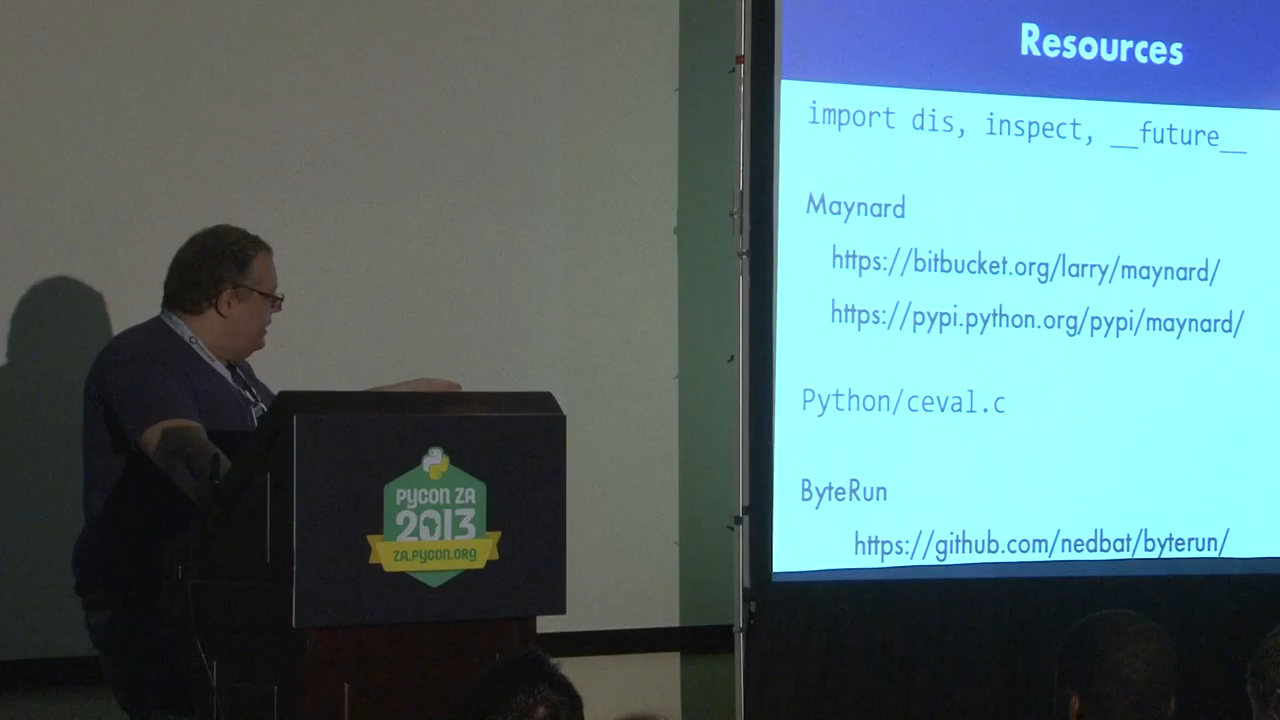 Resources
import dis, inspect, __future__
Maynard
https://bitbucket.org/larry/maynard/
https://pypi.python.org/pypi/maynard/
Python/ceval.c
ByteRun
https://github.com/nedbat/byterun/
PYCON ZA
2013
ZA.PYCON.ORG